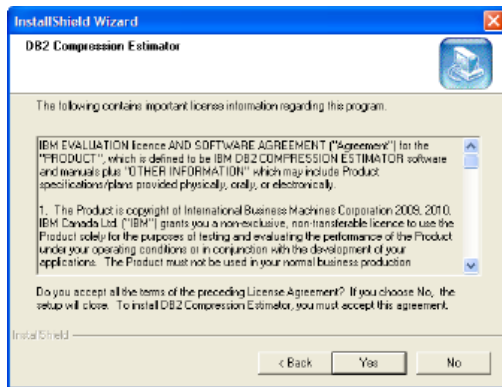 InstallShield Wizard
DB2 Compression Estimator
The following contains important license information regarding this program.
IBM EVALUATION licence AND SOFTWARE AGREEMENT ("Agreement") for the
"PRODUCT", which is defined to be IBM DB2 COMPRESSION ESTIMATOR software
and manuals plus "OTHER INFORMATION" which may include Product
specifications/plans provided physically, orally, or electronically.
1. The Product is copyright of International Business Machines Corporation 2009, 2010.
IBM Canada Ltd. ("IBM") grants you a non-exclusive, non-transferable licence to use the
Product solely for the purposes of testing and evaluating the performance of the Product
under your operating conditions or in conjunction with the development of your
applications. The Product must not be used in your normal business production
Do you accept all the terms of the preceding License Agreement? If you choose No, the
setup will close. To install DB2 Compression Estimator, you must accept this agreement.
InstallShield
< Back Yes No